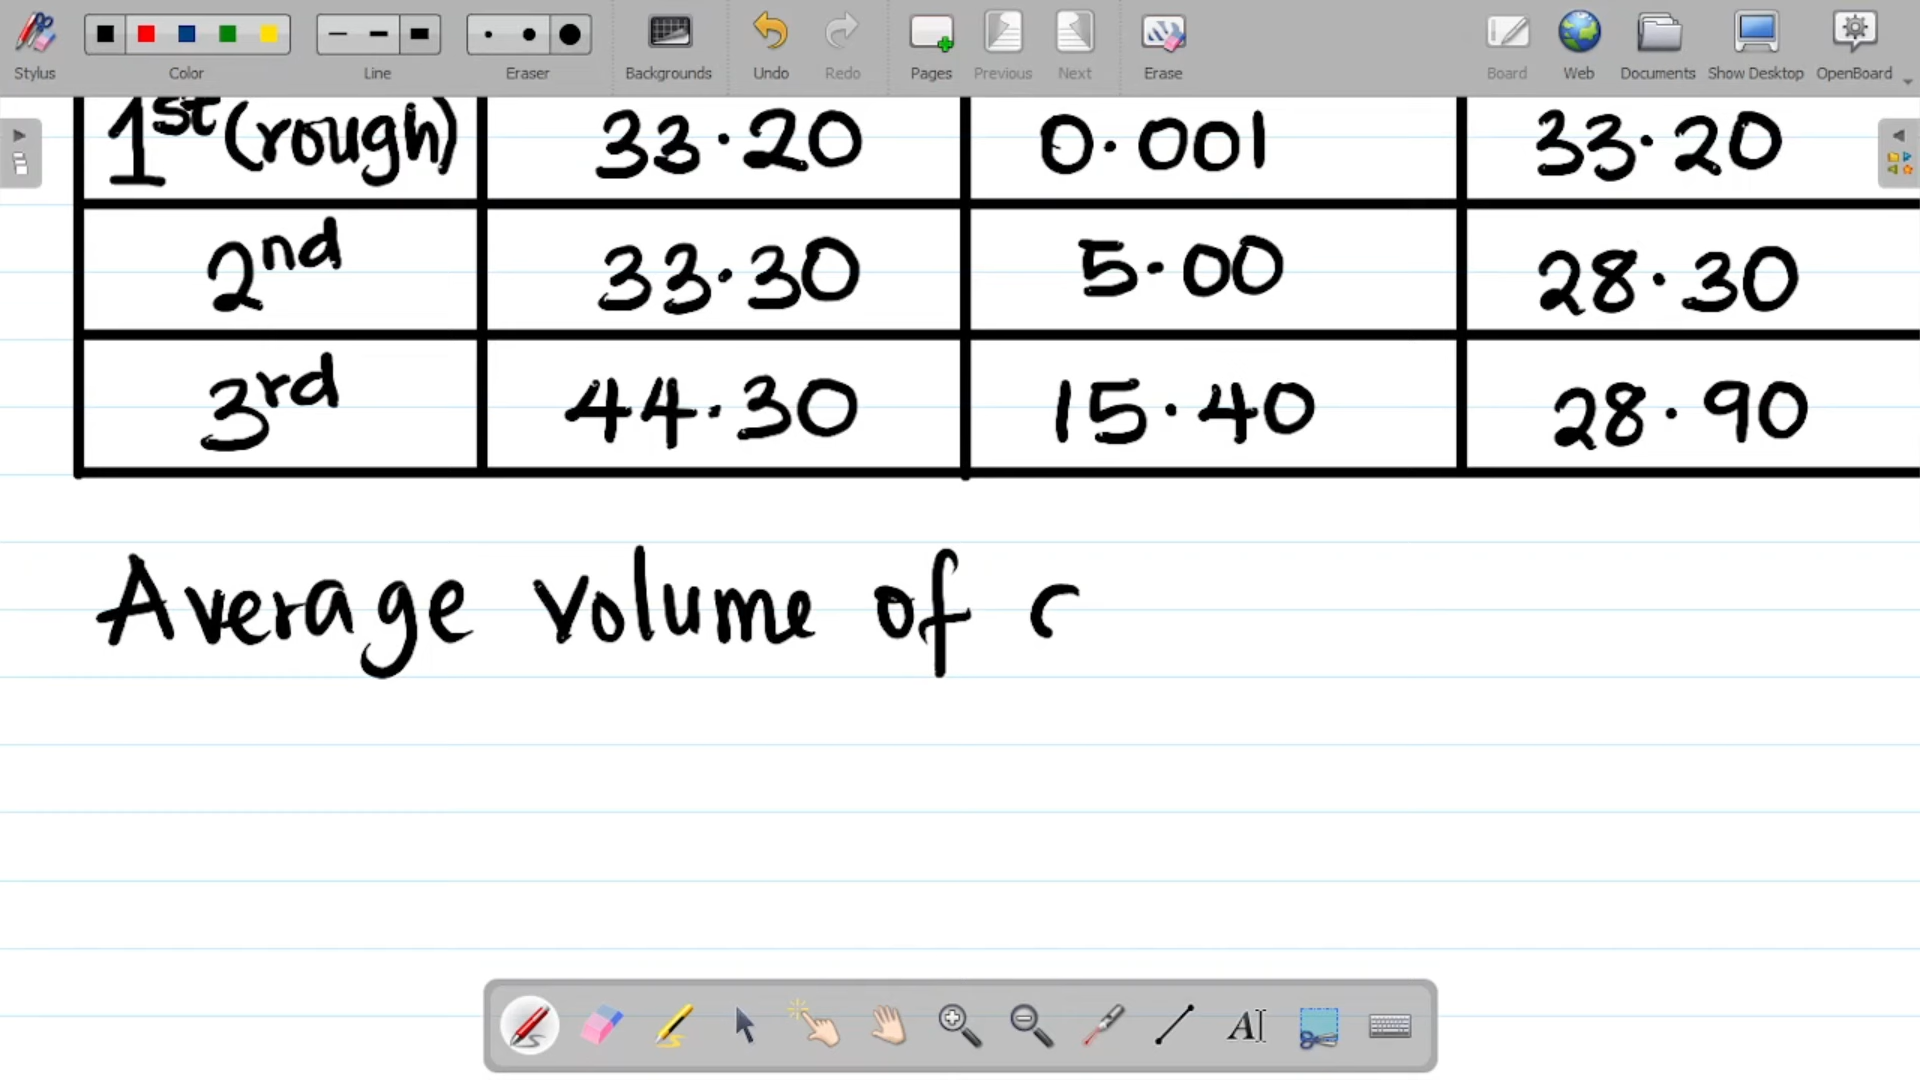 Stylus Color Line Eraser Backgrounds Undo Redo Pages Previous Next Erase Board Web Documents Show Desktop OpenBoard
1st (rough) 33.20 0.001 33.20
2nd 33.30 5.00 28.30
3rd 44.30 15.40 28.90
Average volume of